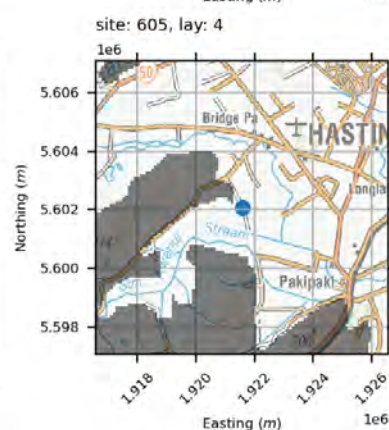 Easting (m)
site: 605, lay: 4
1e6
5.606
50
Bridge Pa
HASTIN
5.604
Longla
Northing (m)
5.602
Stream
5.600
Pakipaki
5.598
1.918
1.920
1.922
1.924
1.926
1e6
Easting (m)